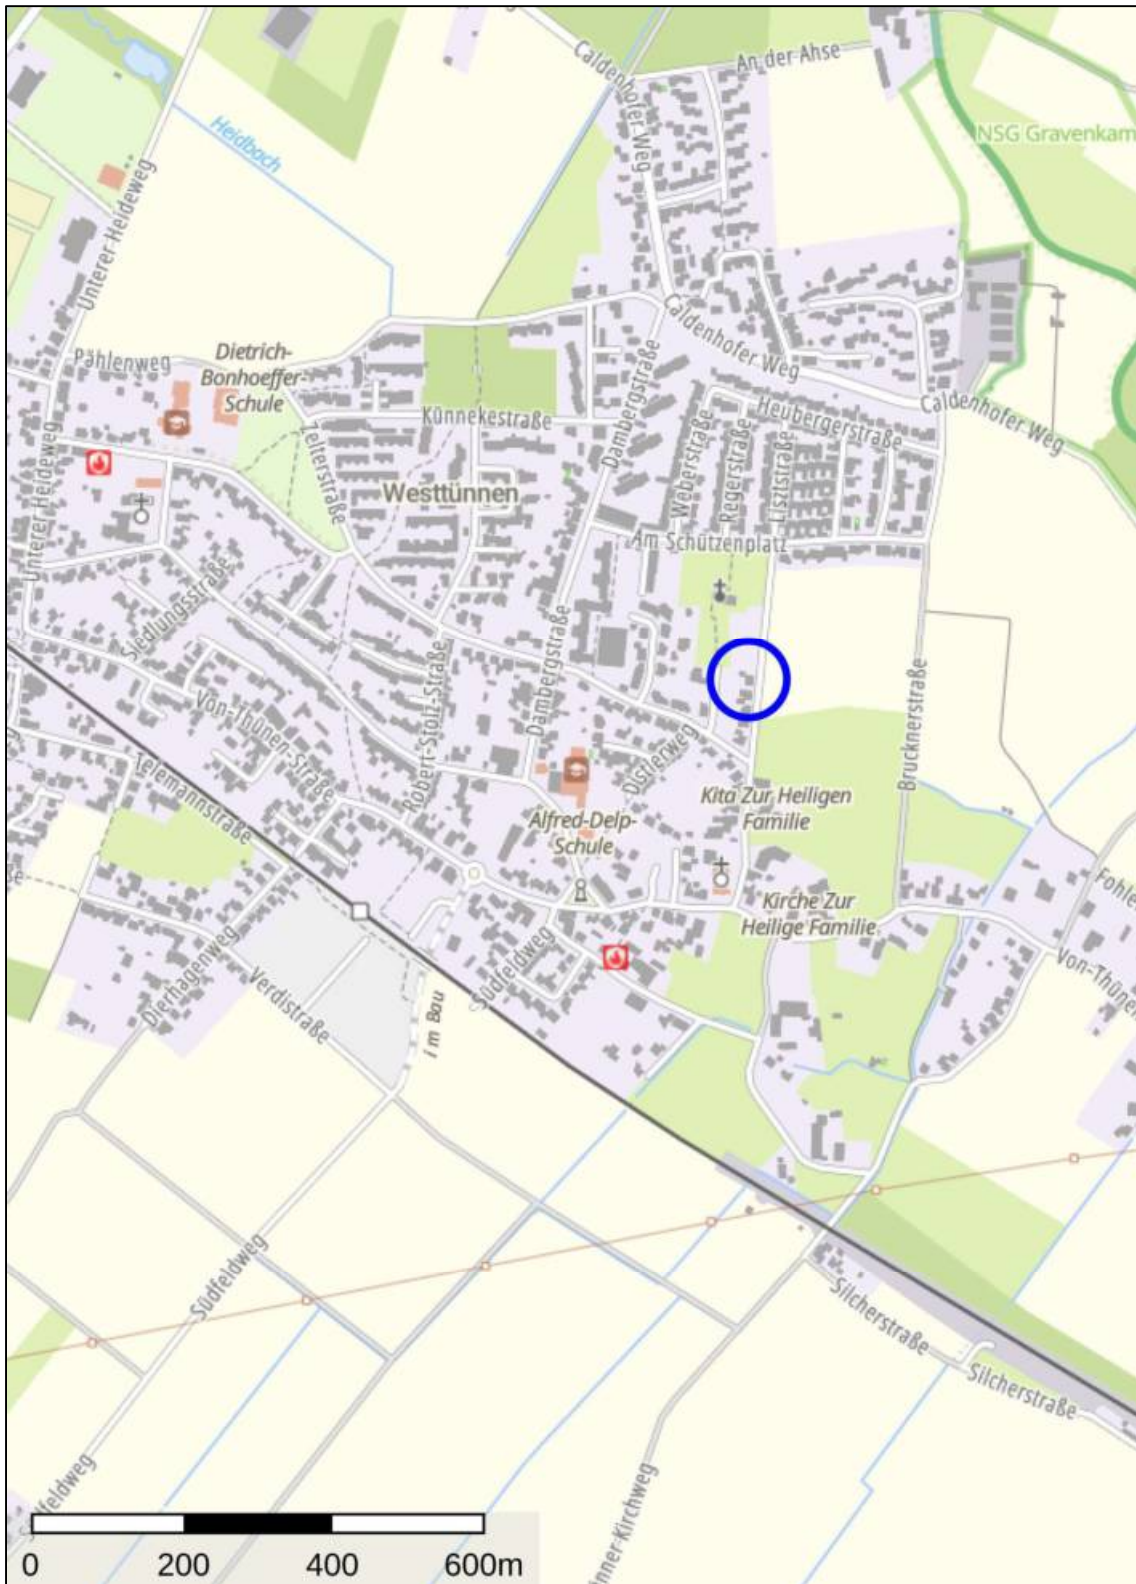 Caldenhofer Weg
An der Ahse
NSG Gravenkam
Heidbach
Unterer Heideweg
Caldenhofer Weg
Pählenweg
Dietrich-
Bonhoeffer-
Schule
Künnekestraße
Dambergstraße
Weberstraße
Regerstraße
Lisztstraße
Heubergerstraße
Caldenhofer Weg
Zelterstraße
Westtünnen
Unterer Heideweg
Am Schützenplatz
Siedlungsstraße
Dambergstraße
Robert-Stolz-Straße
Von-Thünen-Straße
Telemannstraße
Brucknerstraße
Distlerweg
Kita Zur Heiligen
Familie
Alfred-Delp-
Schule
Kirche Zur
Heilige Familie
Fohle
Von-Thüner
Dierhagenweg
Verdistraße
Südfeldweg
im Bau
Südfeldweg
Silcherstraße
Silcherstraße
0 200 400 600m